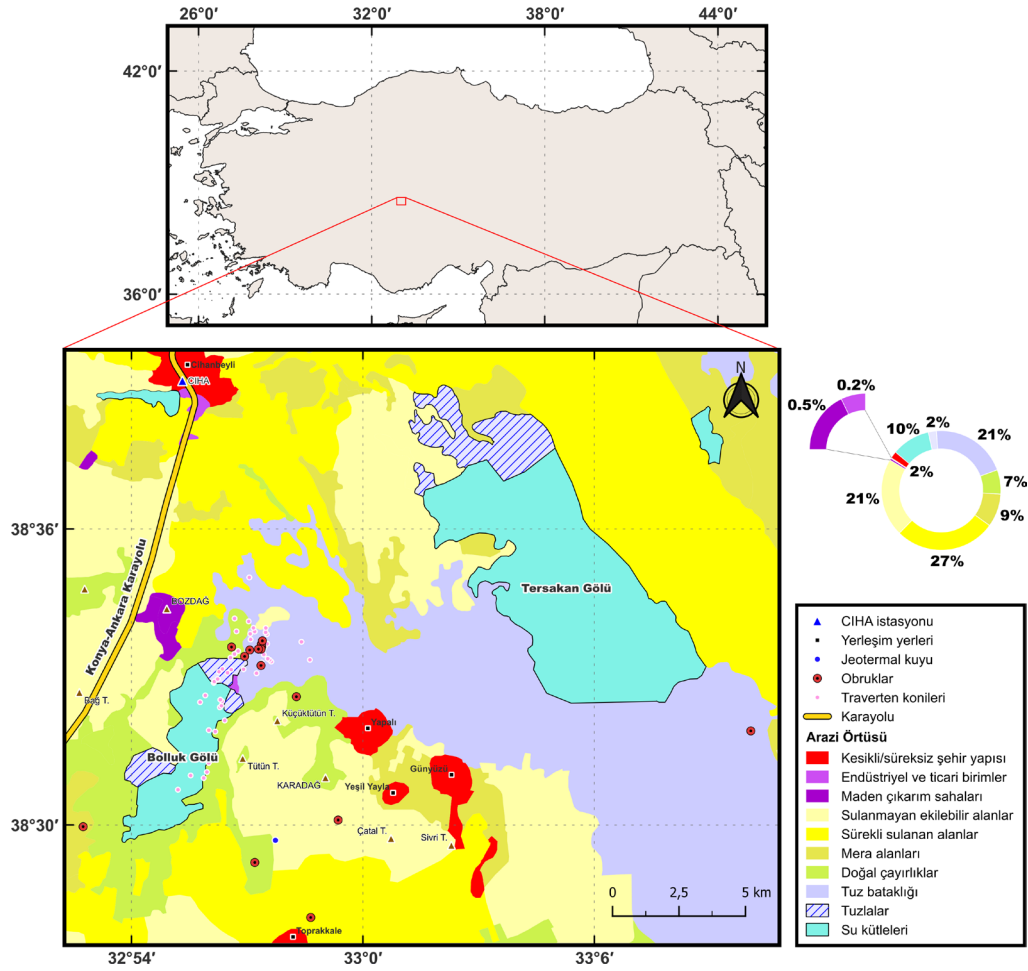 26°0′ 32°0′ 38°0′ 44°0′
42°0′
36°0′
Cihanbeyli
CIHA
N
38°36′
Konya-Ankara Karayolu
BOZDAĞ
Tersakan Gölü
Bağ T.
Küçüktütün T.
Yapalı
Bolluk Gölü
Tütün T.
Günyüzü
KARADAĞ
Yeşil Yayla
38°30′
Çatal T.
Sivri T.
0 2,5 5 km
Toprakkale
32°54′ 33°0′ 33°6′
0.2%
0.5%
10%
2%
21%
2%
7%
21%
9%
27%
CIHA istasyonu
Yerleşim yerleri
Jeotermal kuyu
Obruklar
Traverten konileri
Karayolu
Arazi Örtüsü
Kesikli/süreksiz şehir yapısı
Endüstriyel ve ticari birimler
Maden çıkarım sahaları
Sulanmayan ekilebilir alanlar
Sürekli sulanan alanlar
Mera alanları
Doğal çayırlıklar
Tuz bataklığı
Tuzlalar
Su kütleleri